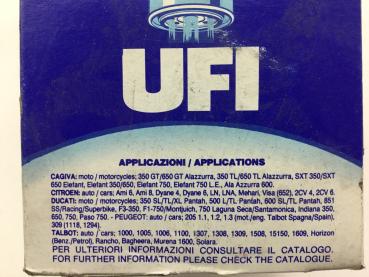 UFI
APPLICAZIONI / APPLICATIONS
CAGIVA: moto / motorcycles; 350 GT/650 GT Alazzurra, 350 TL/650 TL Alazzurra, SXT 350/SXT
650 Elefant, Elefant 350/650, Elefant 750, Elefant 750 L.E., Ala Azzurra 600.
CITROEN: auto / cars; Ami 6, Ami 8, Dyane 4, Dyane 6, LN, LNA, Mehari, Visa (652), 2CV 4, 2CV 6.
DUCATI: moto / motorcycles; 350 SL/TL/XL Pantah, 500 L/TL Pantah, 600 SL/TL Pantah, 851
SS/Racing/Superbike, F3-350, F1-750/Montjuich, 750 Laguna Seca/Santamonica, Indiana 350,
650, 750, Paso 750. - PEUGEOT: auto / cars; 205 1.1, 1.2, 1.3 (mot./eng. Talbot Spagna/Spain),
309 (1118, 1294).
TALBOT: auto / cars; 1000, 1005, 1006, 1100, 1307, 1308, 1309, 1508, 15150, 1609, Horizon
(Benz./Petrol), Rancho, Bagheera, Murena 1600, Solara.
PER ULTERIORI INFORMAZIONI CONSULTARE IL CATALOGO.
FOR FURTHER INFORMATION PLEASE CHECK THE CATALOGUE.